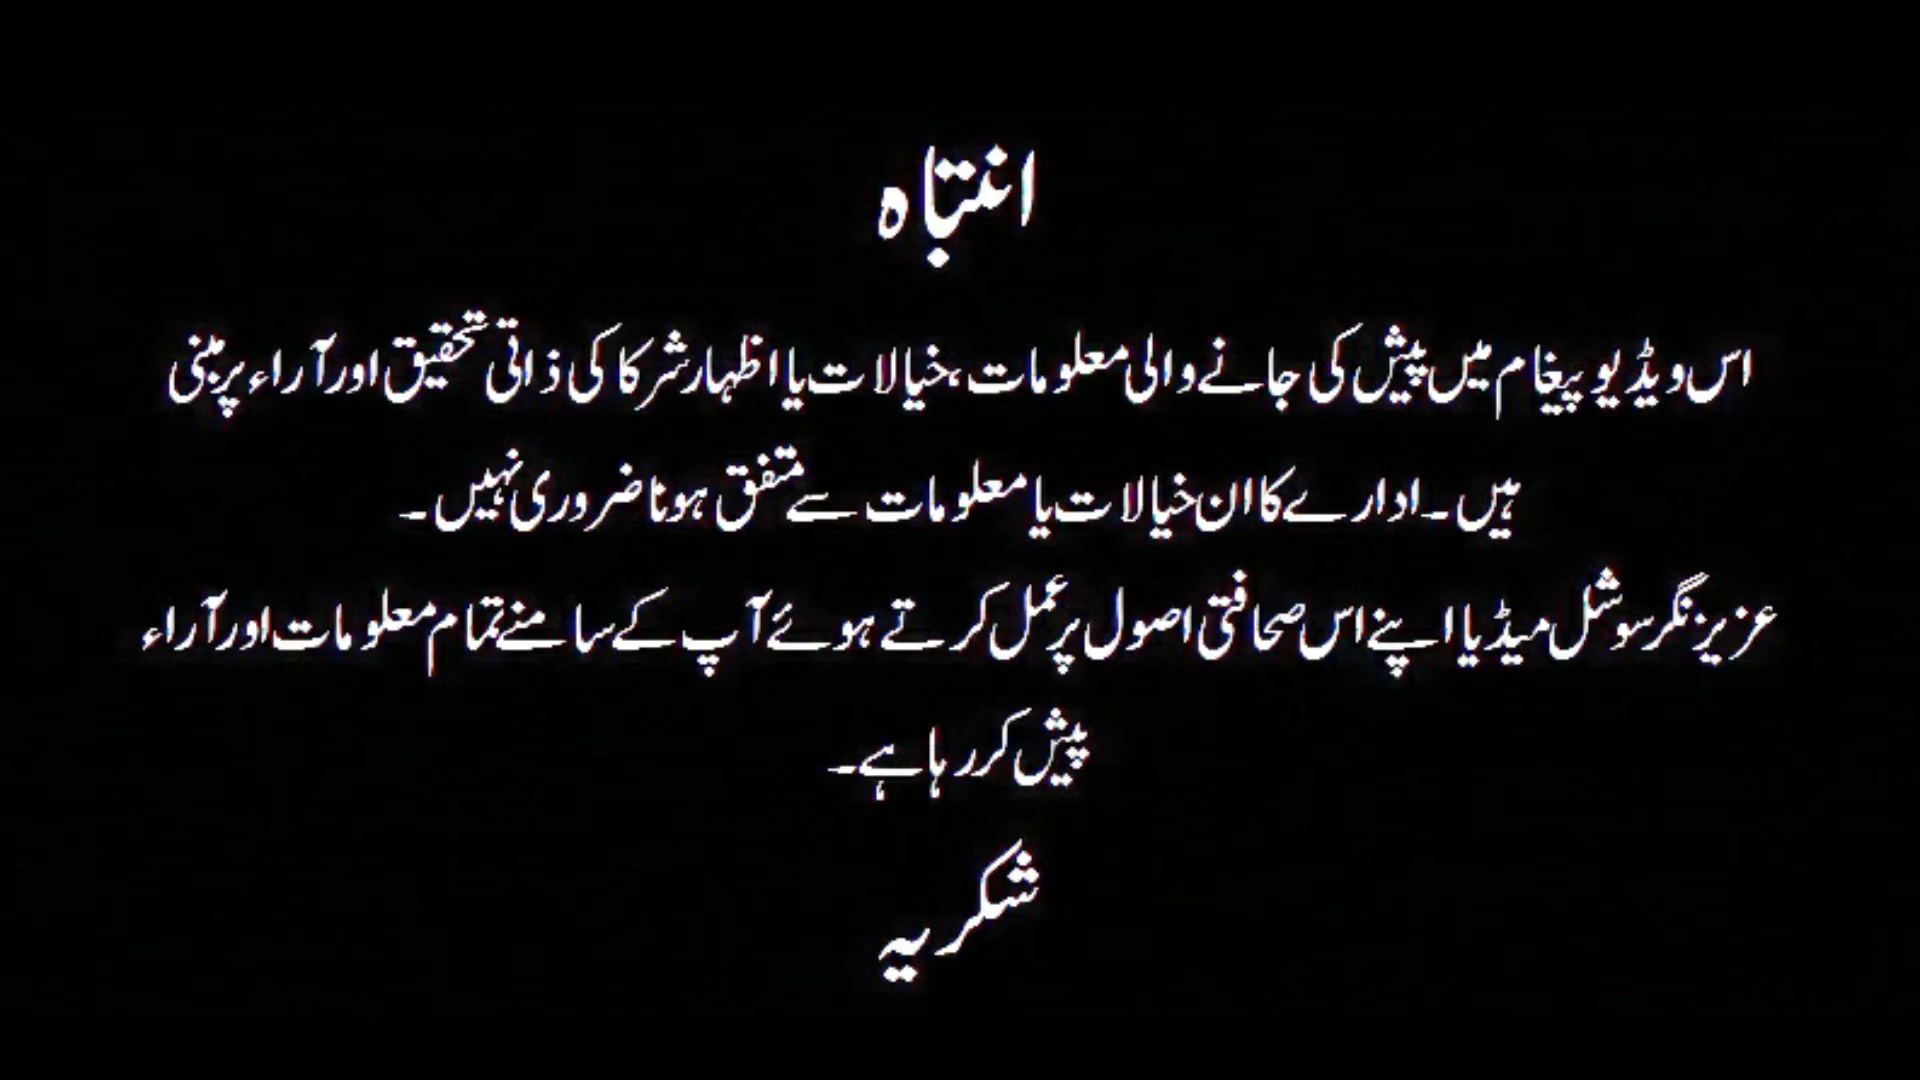 انتباہ
اس ویڈیو پیغام میں پیش کی جانے والی معلومات، خیالات یا اظہار شرکا کی ذاتی تحقیق اور آراء پر مبنی
ہیں۔ ادارے کا ان خیالات یا معلومات سے متفق ہونا ضروری نہیں۔
عزیز نگر سوشل میڈیا اپنے اس صحافتی اصول پر عمل کرتے ہوئے آپ کے سامنے تمام معلومات اور آراء
پیش کر رہا ہے۔
شکریہ